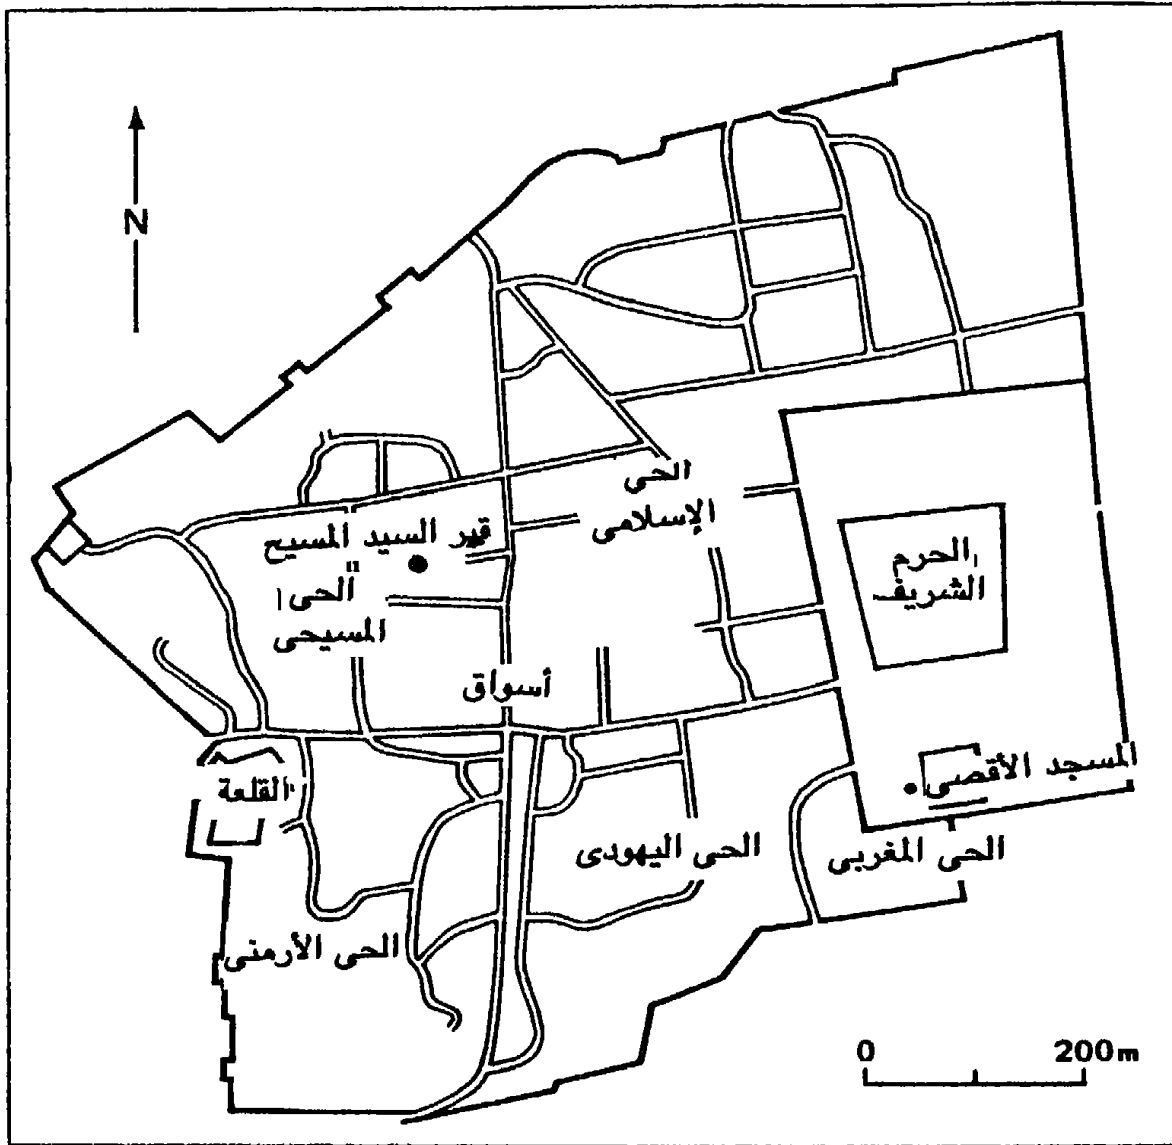 N
الحى
الإسلامى
قبر السيد المسيح
الحى
المسيحى
الحرم
الشريف
أسواق
المسجد الأقصى
القلعة
الحى اليهودى
الحى المغربى
الحى الأرمنى
0 200m